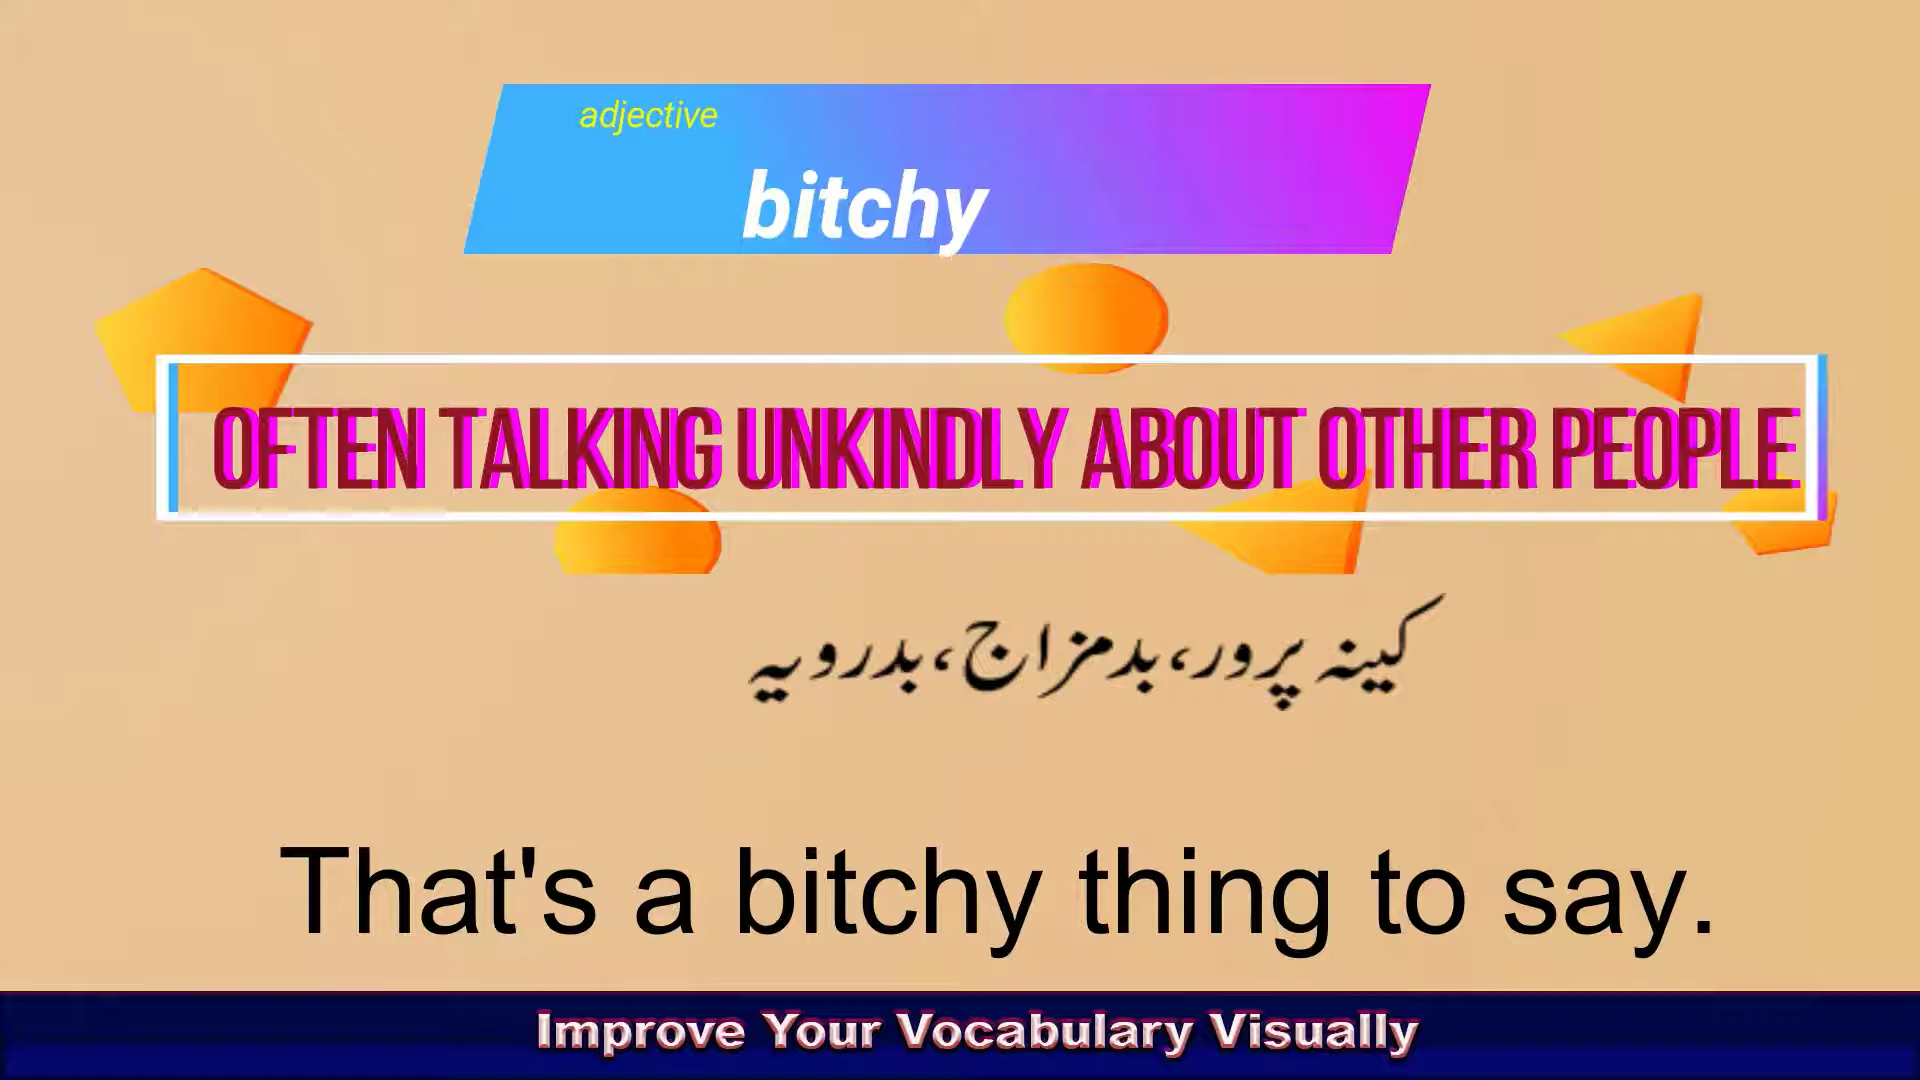 adjective
bitchy
OFTEN TALKING UNKINDLY ABOUT OTHER PEOPLE
کینہ پرور، بدمزاج، بدرویہ
That's a bitchy thing to say.
Improve Your Vocabulary Visually